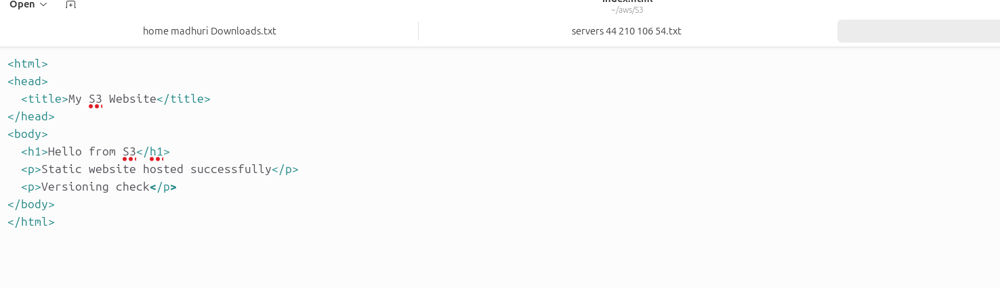 Open
index.html
~/aws/S3
home madhuri Downloads.txt
servers 44 210 106 54.txt
<html>
<head>
  <title>My S3 Website</title>
</head>
<body>
  <h1>Hello from S3</h1>
  <p>Static website hosted successfully</p>
  <p>Versioning check</p>
</body>
</html>